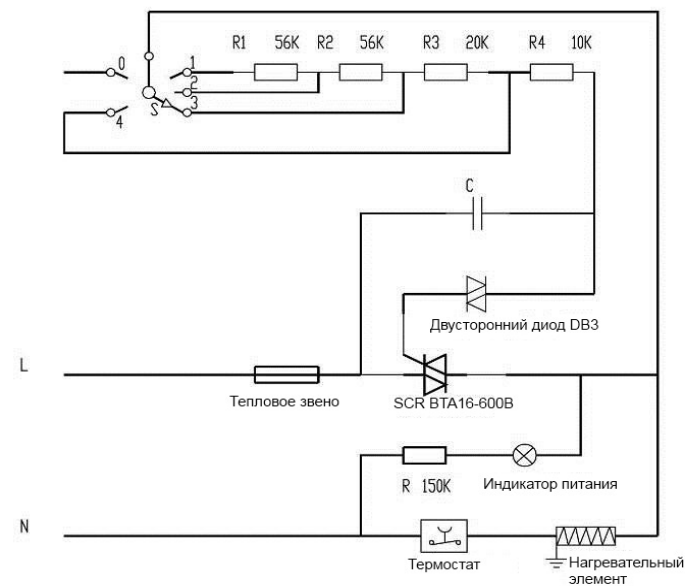 R1 56K R2 56K R3 20K R4 10K
0 1
2
S 3
4
C
Двусторонний диод DB3
L
Тепловое звено SCR BTA16-600B
R 150K Индикатор питания
N
Термостат Нагревательный
элемент